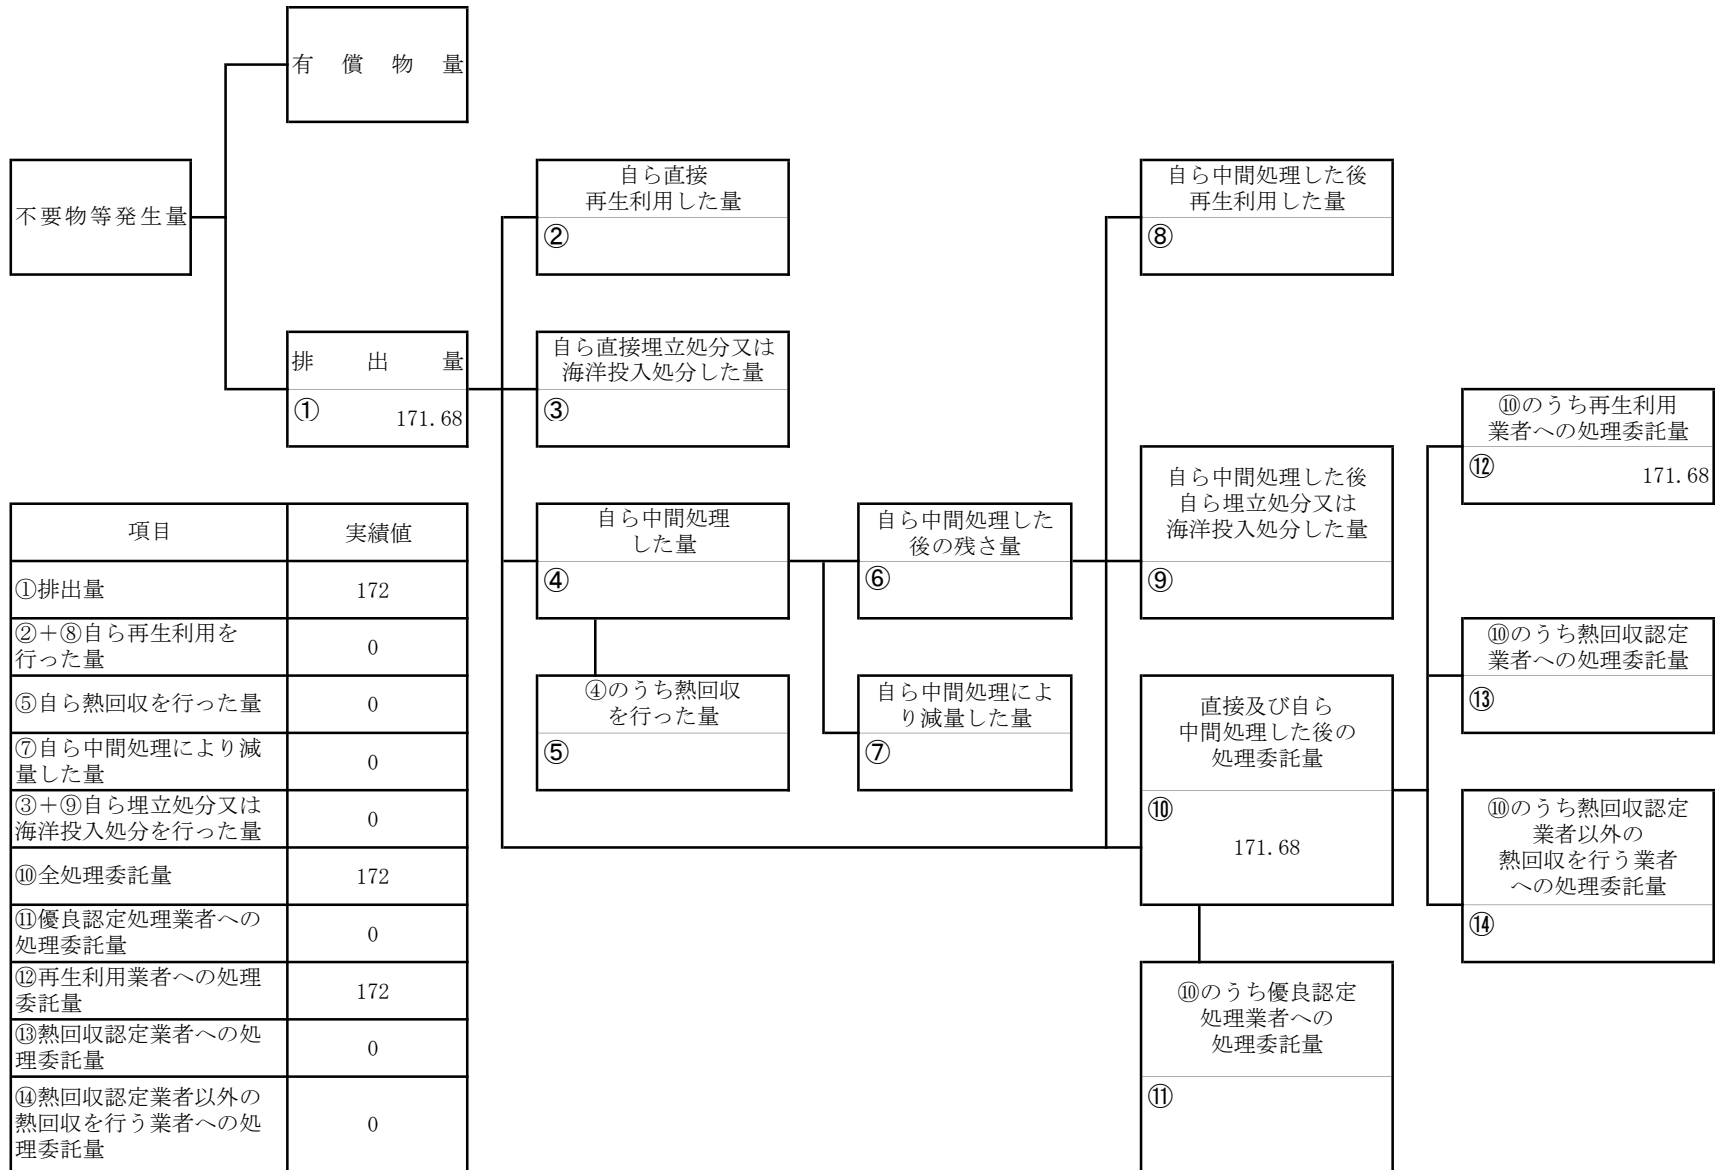 有償物量
不要物等発生量
排出量
① 171.68
自ら直接
再生利用した量
②
自ら直接埋立処分又は
海洋投入処分した量
③
自ら中間処理
した量
④
④のうち熱回収
を行った量
⑤
自ら中間処理した
後の残さ量
⑥
自ら中間処理によ
り減量した量
⑦
自ら中間処理した後
再生利用した量
⑧
自ら中間処理した後
自ら埋立処分又は
海洋投入処分した量
⑨
直接及び自ら
中間処理した後の
処理委託量
⑩
171.68
⑩のうち優良認定
処理業者への
処理委託量
⑪
⑩のうち再生利用
業者への処理委託量
⑫ 171.68
⑩のうち熱回収認定
業者への処理委託量
⑬
⑩のうち熱回収認定
業者以外の
熱回収を行う業者
への処理委託量
⑭
項目 実績値
①排出量 172
②+⑧自ら再生利用を
行った量 0
⑤自ら熱回収を行った量 0
⑦自ら中間処理により減
量した量 0
③+⑨自ら埋立処分又は
海洋投入処分を行った量 0
⑩全処理委託量 172
⑪優良認定処理業者への
処理委託量 0
⑫再生利用業者への処理
委託量 172
⑬熱回収認定業者への処
理委託量 0
⑭熱回収認定業者以外の
熱回収を行う業者への処 0
理委託量